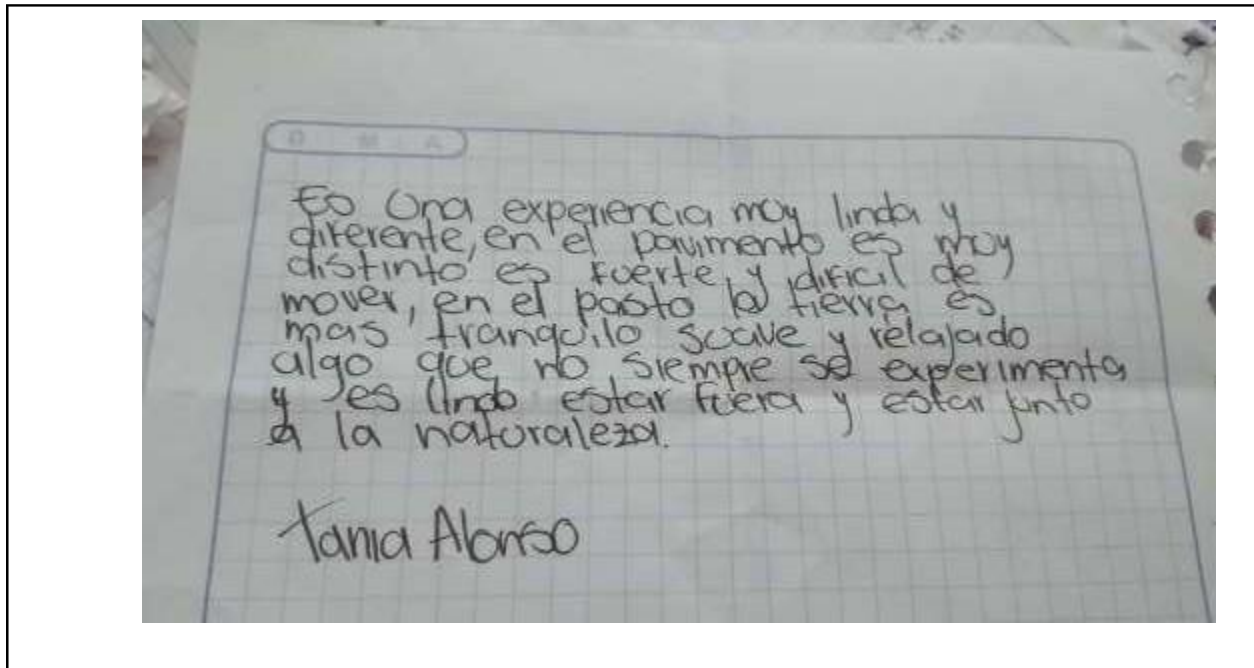 D M A
Es una experiencia muy linda y
diferente, en el pavimento es muy
distinto es fuerte y dificil de
mover, en el pasto la tierra es
mas tranquilo suave y relajado
algo que no siempre se experimenta
y es lindo estar fuera y estar junto
a la naturaleza.
Tania Alonso